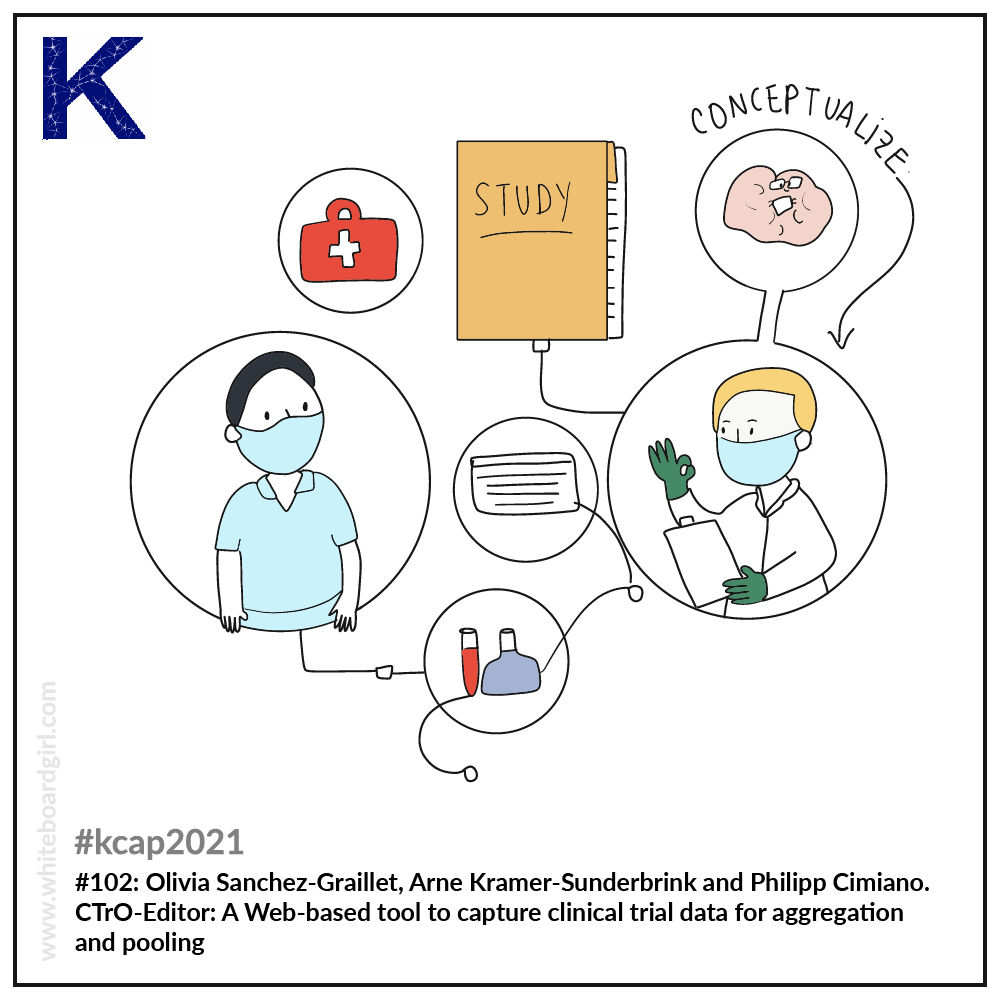 K
CONCEPTUALIZE
STUDY
www.whiteboardgirl.com
#kcap2021
#102: Olivia Sanchez-Graillet, Arne Kramer-Sunderbrink and Philipp Cimiano.
CTrO-Editor: A Web-based tool to capture clinical trial data for aggregation
and pooling